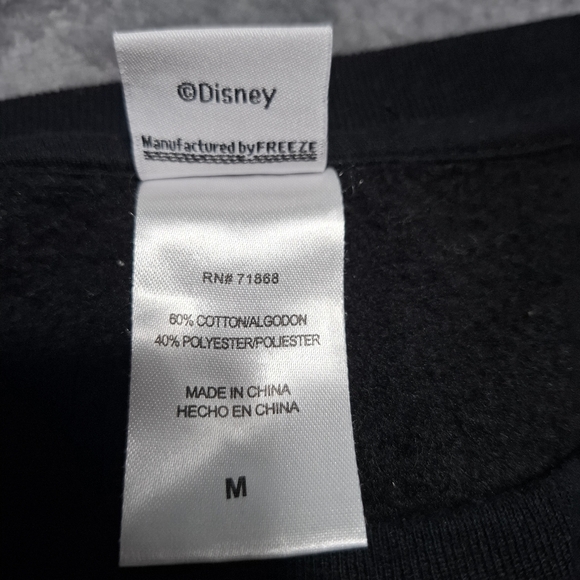 ©Disney
Manufactured by FREEZE
RN# 71868
60% COTTON/ALGODON
40% POLYESTER/POLIESTER
MADE IN CHINA
HECHO EN CHINA
M